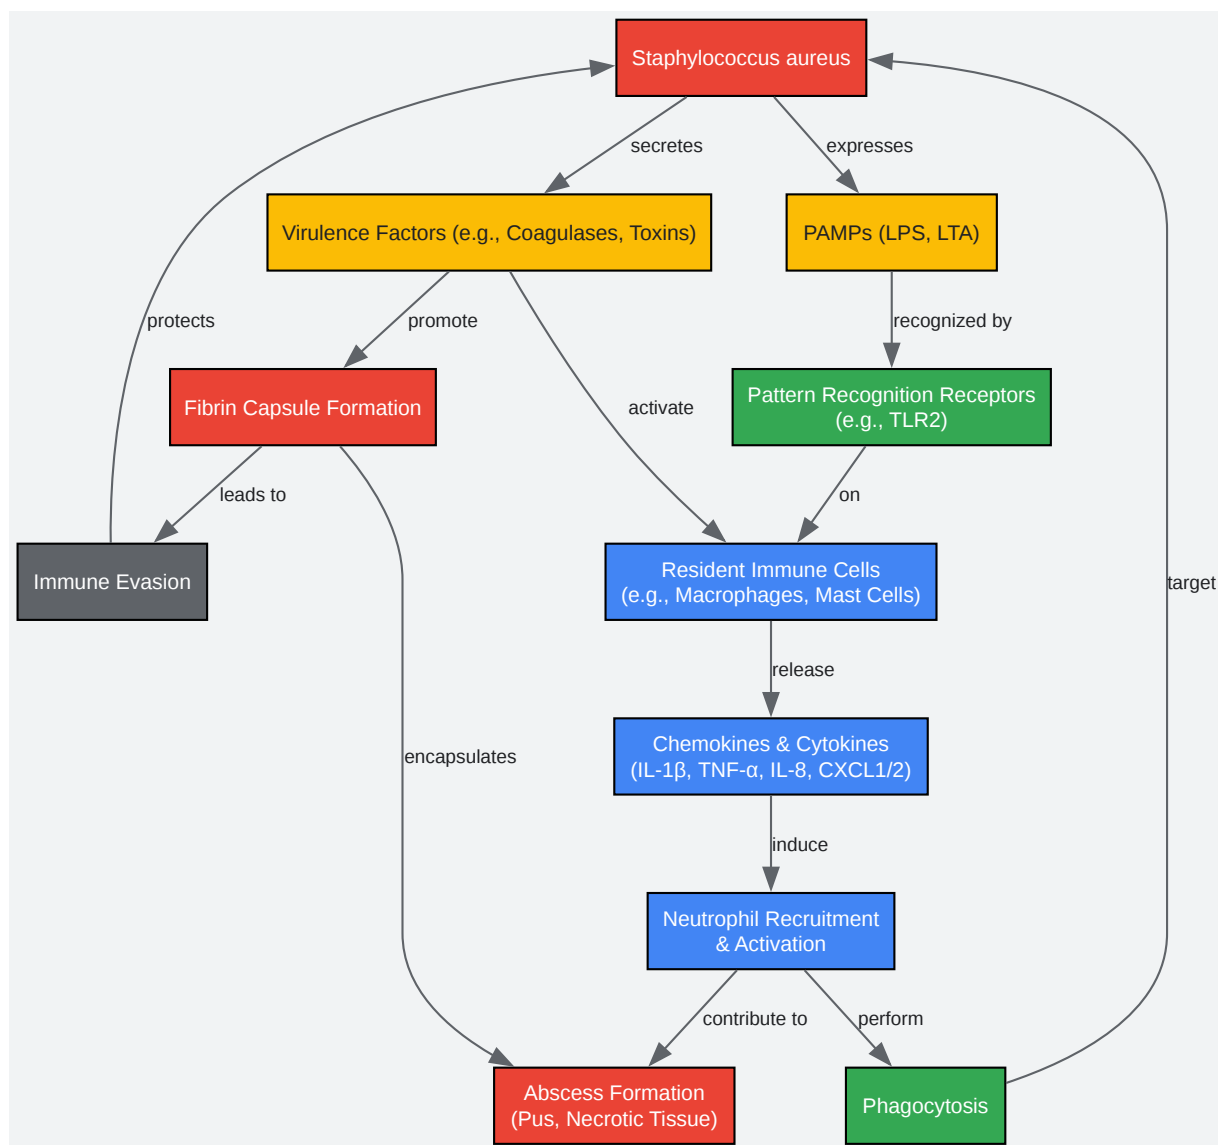 Staphylococcus aureus
secretes
expresses
Virulence Factors (e.g., Coagulases, Toxins)
PAMPs (LPS, LTA)
protects
promote
recognized by
Fibrin Capsule Formation
activate
Pattern Recognition Receptors
(e.g., TLR2)
leads to
on
Immune Evasion
Resident Immune Cells
(e.g., Macrophages, Mast Cells)
target
release
encapsulates
Chemokines & Cytokines
(IL-1β, TNF-α, IL-8, CXCL1/2)
induce
Neutrophil Recruitment
& Activation
contribute to
perform
Abscess Formation
(Pus, Necrotic Tissue)
Phagocytosis